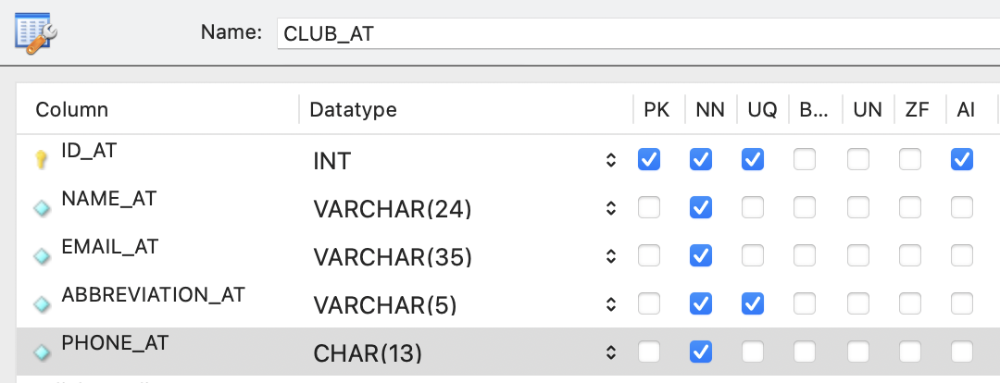 Name: CLUB_AT
Column Datatype PK NN UQ B... UN ZF AI
ID_AT INT
NAME_AT VARCHAR(24)
EMAIL_AT VARCHAR(35)
ABBREVIATION_AT VARCHAR(5)
PHONE_AT CHAR(13)